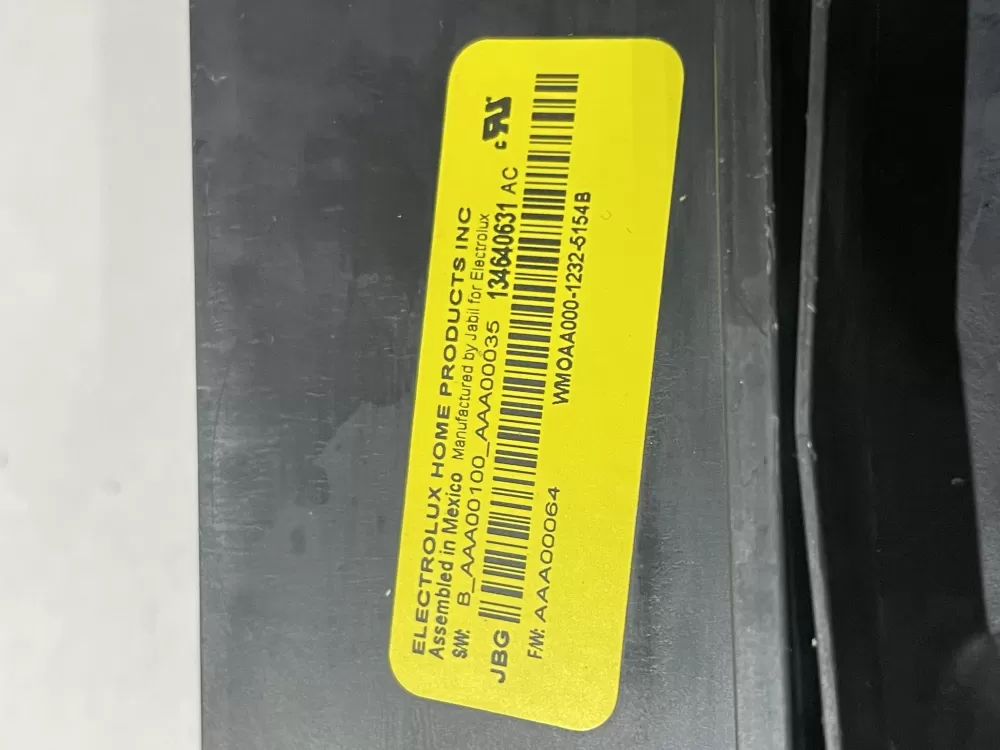 ELECTROLUX HOME PRODUCTS INC
Assembled in Mexico Manufactured by Jabil for Electrolux
S/W: B_AAA00100_AAA00035 134640631 AC
JBG
F/W: AAA00064 WMOAA000-1232-5154B